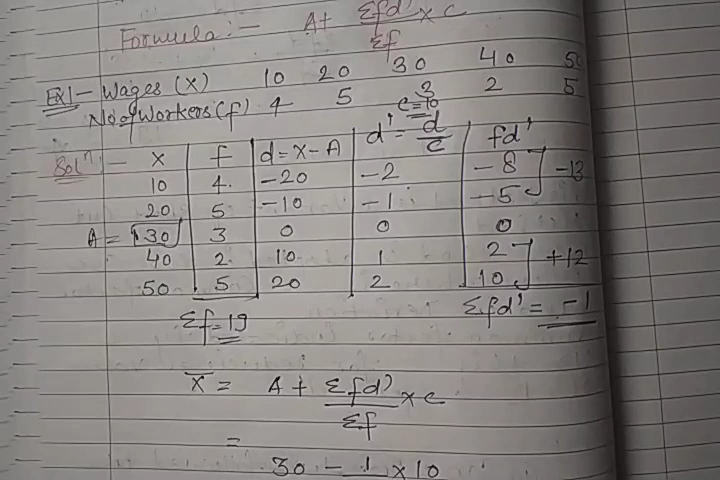 Formula :- A + Σfd' × c
Σf
EX1 - Wages (X) 10 20 30 40 50
No of Workers (f) 4 5 3 2 5
c = 10
Solⁿ :- X f d = X - A d' = d/c fd'
10 4 -20 -2 -8 ] -13
20 5 -10 -1 -5
A = 30 3 0 0 0
40 2 10 1 2 ] +12
50 5 20 2 10
Σf = 19 Σfd' = -1
X̄ = A + Σfd' × c
Σf
=
30 - 1 × 10